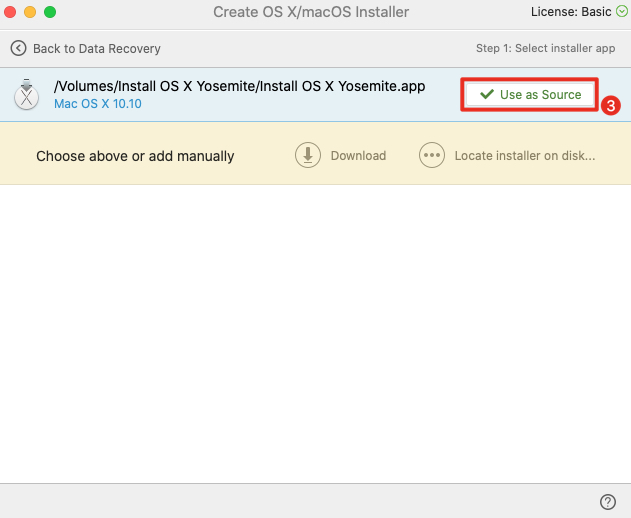 Create OS X/macOS Installer
License: Basic
Back to Data Recovery
Step 1: Select installer app
/Volumes/Install OS X Yosemite/Install OS X Yosemite.app
Mac OS X 10.10
Use as Source
3
Choose above or add manually
Download
Locate installer on disk...
?